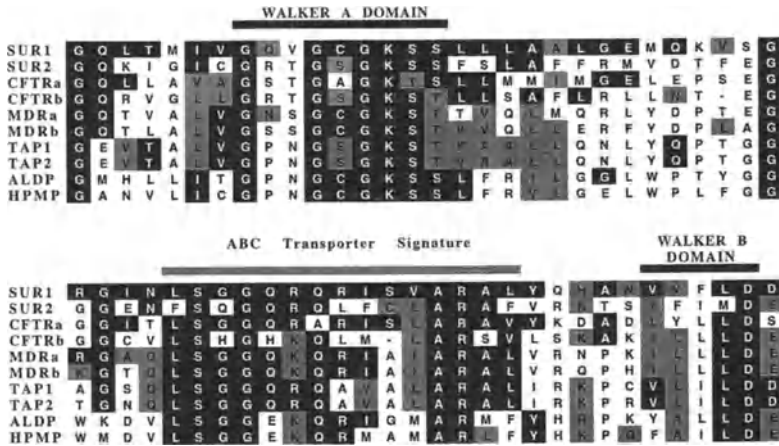 WALKER A DOMAIN
SUR1 G Q L T M I V G Q V G C G K S S L L L A A L G E M Q K V S G
SUR2 G Q K I G I C G R T G S G K S S F S L A F F R M V D T F E G
CFTRa G Q L L A V A G S T G A G K T S L L M M I M G E L E P S E G
CFTRb G Q R V G L L G R T G S G K S T L L S A F L R L L N T - E G
MDRa G Q T V A L V G N S G C G K S T T V Q L M Q R L Y D P T E G
MDRb G Q T L A L V G S S G C G K S T V V Q L L E R F Y D P L A G
TAP1 G E V T A L V G P N G S G K S T V A A L L Q N L Y Q P T G G
TAP2 G E V T A L V G P N G S G K S T V A A L L Q N L Y Q P T G G
ALDP G M H L L I T G P N G C G K S S L F R I L G G L W P T Y G G
HPMP G A N V L I C G P N G C G K S S L F R V L G E L W P L F G G
ABC Transporter Signature
WALKER B DOMAIN
SUR1 R G I N L S G G Q R Q R I S V A R A L Y Q H A N V V F L D D
SUR2 G G E N F S Q G Q R Q L F C L A R A F V R K T S I F I M D E
CFTRa G G I T L S G G Q R A R I S L A R A V Y K D A D L Y L L D S
CFTRb G G C V L S H G H K Q L M - L A R S V L S K A K I L L L D E
MDRa R G A Q L S G G Q K Q R I A I A R A L V R N P K I L L L D E
MDRb K G T Q L S G G Q K Q R I A I A R A L V R Q P H I L L L D E
TAP1 A G S Q L S G G Q R Q A V A L A R A L I R K P C V L I L D D
TAP2 T G N Q L S G G Q R Q A V A L A R A L I R K P R V L I L D D
ALDP W K D V L S G G E K Q R I G M A R M F Y H R P K Y A L L D E
HPMP W M D V L S G G E K Q R M A M A R L F Y H K P Q F A I L D E